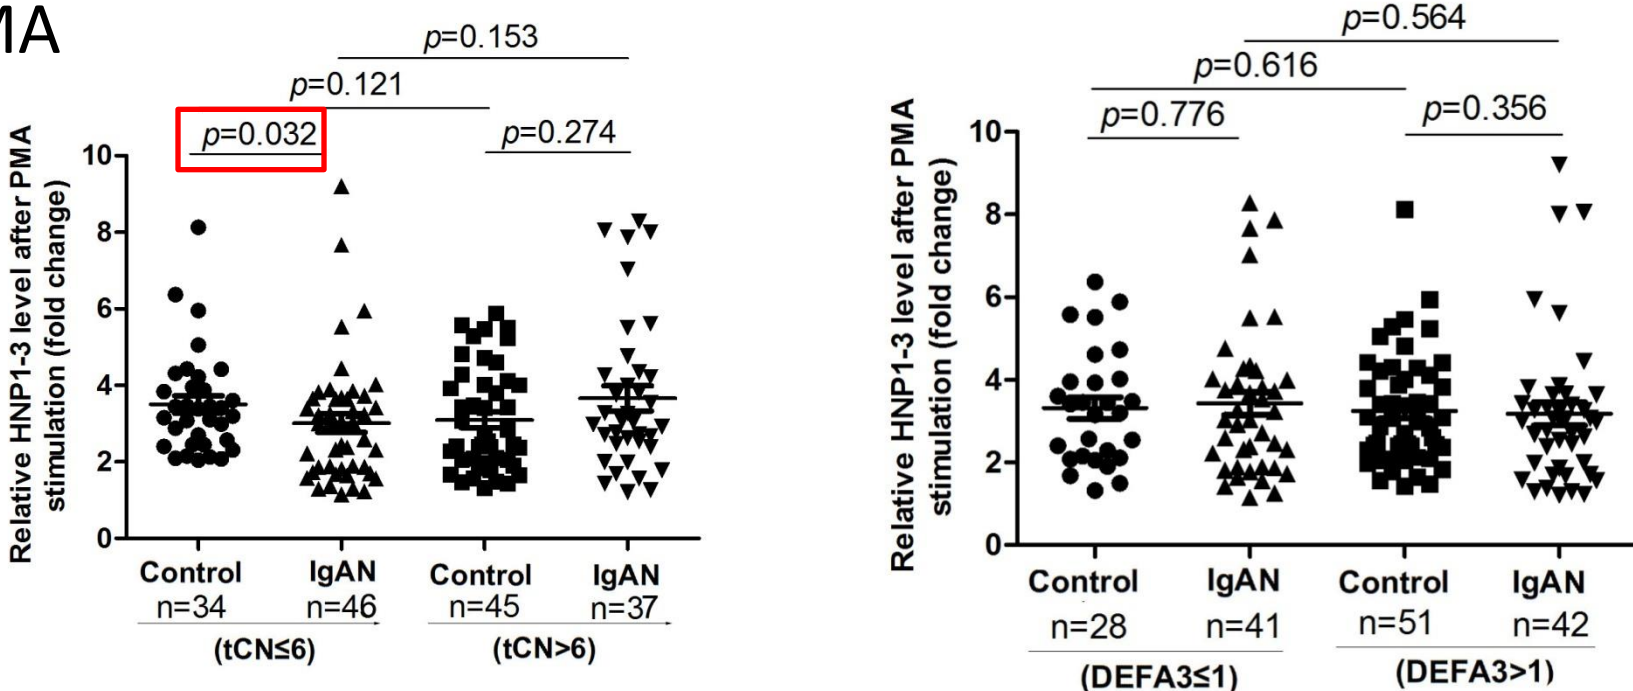 MA
p=0.153
p=0.121
p=0.032
p=0.274
Relative HNP1-3 level after PMA
stimulation (fold change)
10
8
6
4
2
0
Control IgAN Control IgAN
n=34 n=46 n=45 n=37
(tCN≤6) (tCN>6)
p=0.564
p=0.616
p=0.776
p=0.356
Relative HNP1-3 level after PMA
stimulation (fold change)
10
8
6
4
2
0
Control IgAN Control IgAN
n=28 n=41 n=51 n=42
(DEFA3≤1) (DEFA3>1)